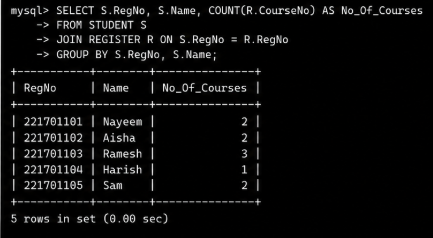 mysql> SELECT S.RegNo, S.Name, COUNT(R.CourseNo) AS No_Of_Courses
    -> FROM STUDENT S
    -> JOIN REGISTER R ON S.RegNo = R.RegNo
    -> GROUP BY S.RegNo, S.Name;
+-----------+--------+---------------+
| RegNo     | Name   | No_Of_Courses |
+-----------+--------+---------------+
| 221701101 | Nayeem |             2 |
| 221701102 | Aisha  |             2 |
| 221701103 | Ramesh |             3 |
| 221701104 | Harish |             1 |
| 221701105 | Sam    |             2 |
+-----------+--------+---------------+
5 rows in set (0.00 sec)